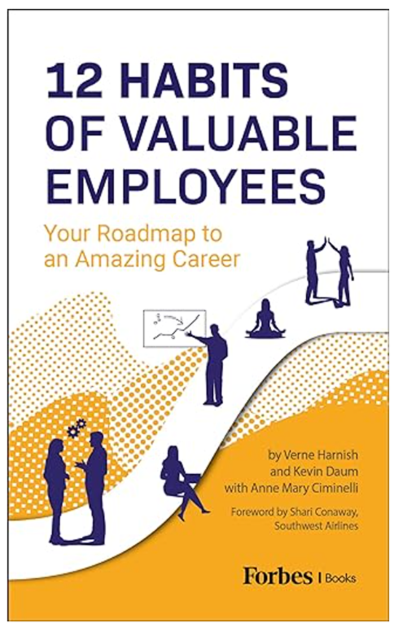 12 HABITS
OF VALUABLE
EMPLOYEES
Your Roadmap to
an Amazing Career
by Verne Harnish
and Kevin Daum
with Anne Mary Ciminelli
Foreword by Shari Conaway,
Southwest Airlines
Forbes | Books